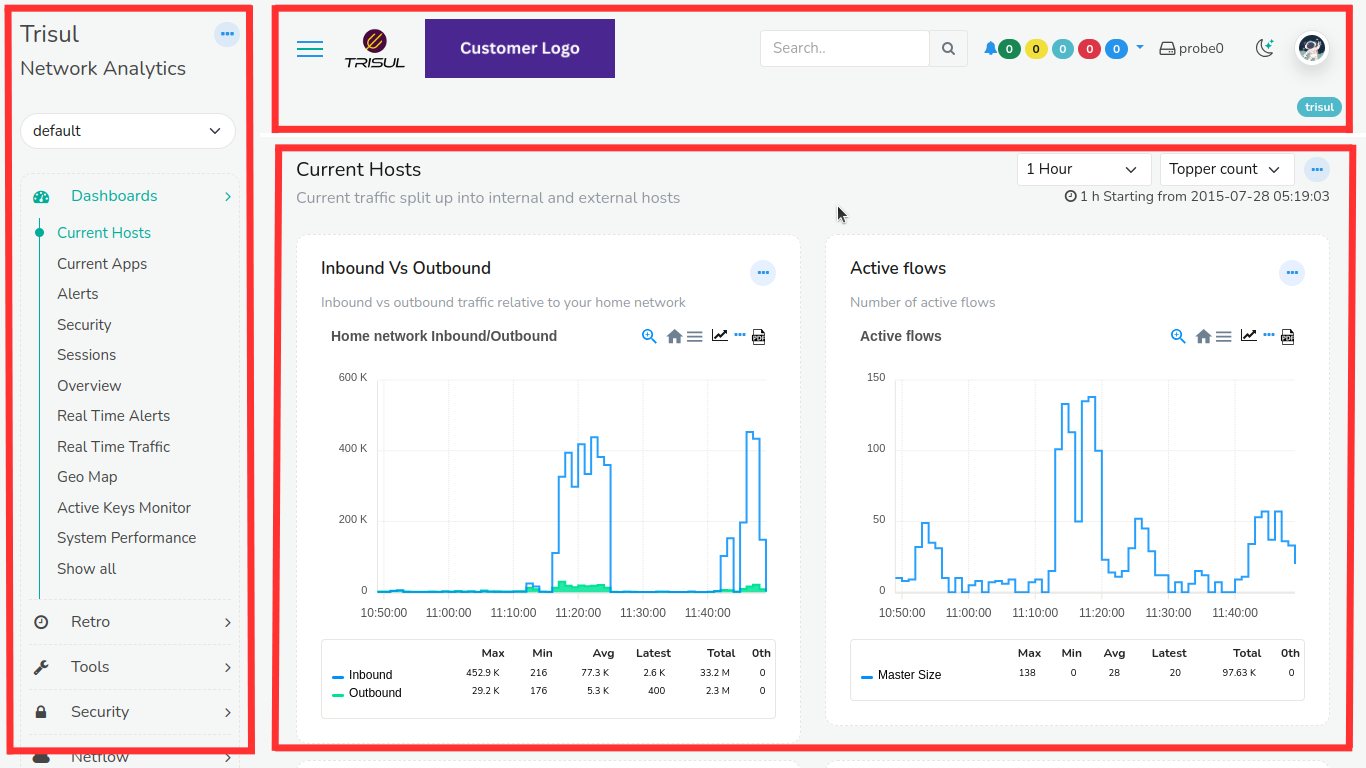 Trisul
Network Analytics
default
Dashboards
Current Hosts
Current Apps
Alerts
Security
Sessions
Overview
Real Time Alerts
Real Time Traffic
Geo Map
Active Keys Monitor
System Performance
Show all
Retro
Tools
Security
Netflow
TRISUL
Customer Logo
Search..
0 0 0 0 0
probe0
trisul
Current Hosts
1 Hour
Topper count
Current traffic split up into internal and external hosts
1 h Starting from 2015-07-28 05:19:03
Inbound Vs Outbound
Inbound vs outbound traffic relative to your home network
Home network Inbound/Outbound
PDF
600 K
400 K
200 K
0
10:50:00 11:00:00 11:10:00 11:20:00 11:30:00 11:40:00
Max Min Avg Latest Total 0th
Inbound 452.9 K 216 77.3 K 2.6 K 33.2 M 0
Outbound 29.2 K 176 5.3 K 400 2.3 M 0
Active flows
Number of active flows
Active flows
PDF
150
100
50
0
10:50:00 11:00:00 11:10:00 11:20:00 11:30:00 11:40:00
Max Min Avg Latest Total 0th
Master Size 138 0 28 20 97.63 K 0